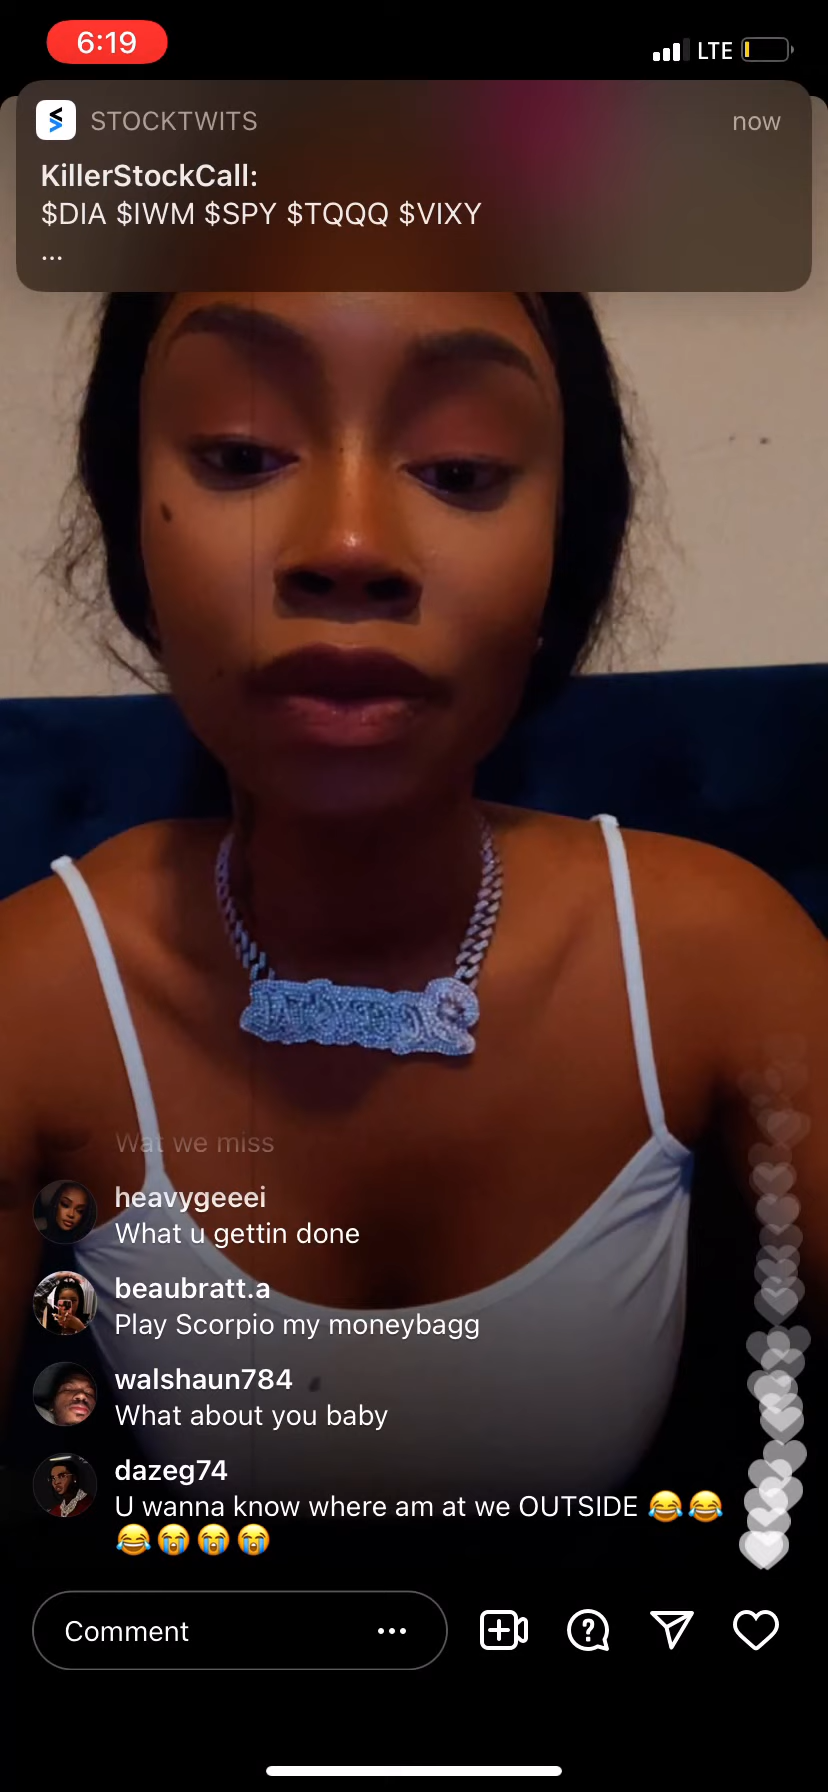 6:19
LTE
STOCKTWITS
now
KillerStockCall:
$DIA $IWM $SPY $TQQQ $VIXY
...
Wat we miss
heavygeeei
What u gettin done
beaubratt.a
Play Scorpio my moneybagg
walshaun784
What about you baby
dazeg74
U wanna know where am at we OUTSIDE 😂😂
😂😭😭😭
Comment